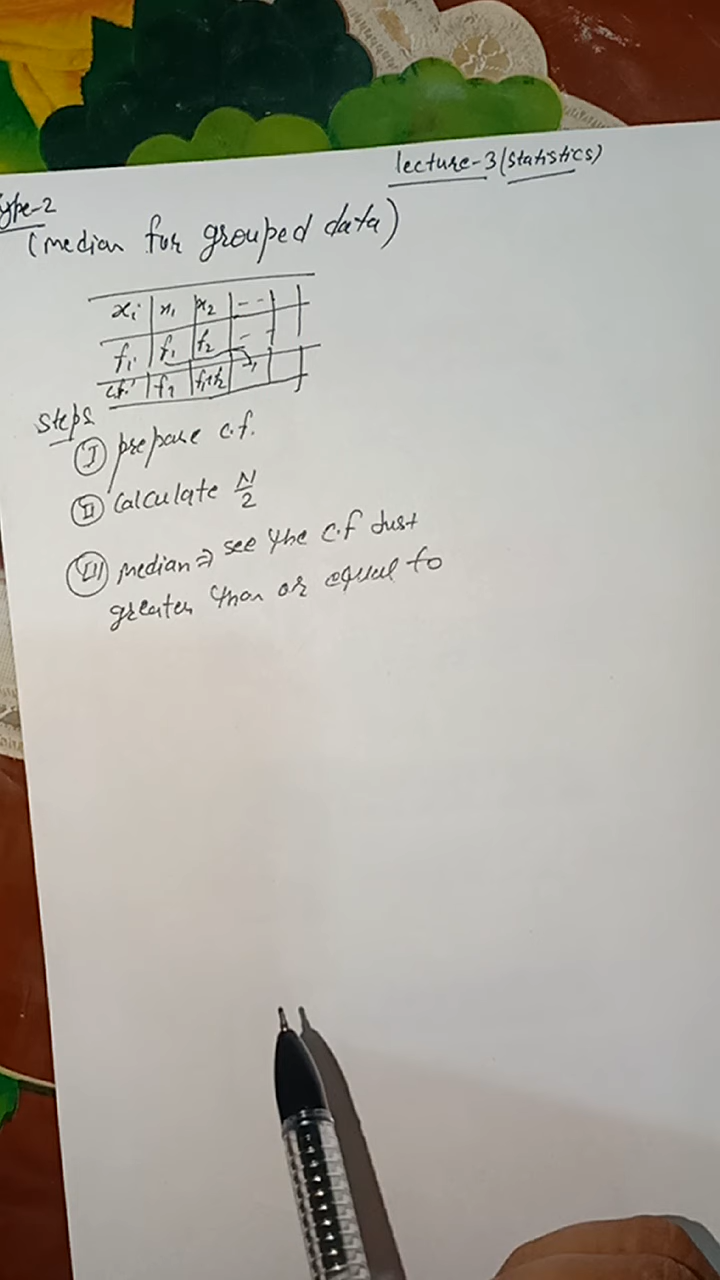 lecture-3(statistics)
ype-2
(median for grouped data)
xi x1 x2 --
fi f1 f2 --
c.f. f1 f1+f2
steps
I prepare c.f.
II calculate N/2
III median ⇒ see the c.f Just
greater than or equal to